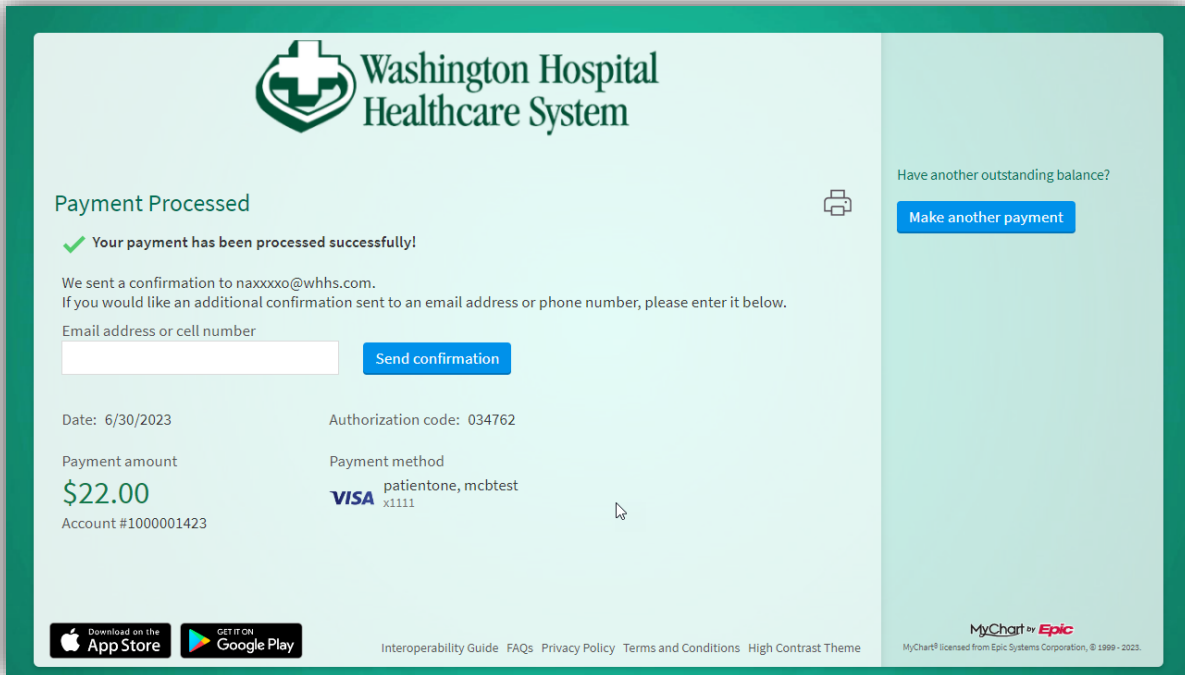 Washington Hospital
Healthcare System
Payment Processed
Your payment has been processed successfully!
We sent a confirmation to naxxxxo@whhs.com.
If you would like an additional confirmation sent to an email address or phone number, please enter it below.
Email address or cell number
Send confirmation
Date: 6/30/2023 Authorization code: 034762
Payment amount Payment method
$22.00 VISA patientone, mcbtest
x1111
Account #1000001423
Have another outstanding balance?
Make another payment
Download on the
App Store
GET IT ON
Google Play
Interoperability Guide FAQs Privacy Policy Terms and Conditions High Contrast Theme
MyChart by Epic
MyChart® licensed from Epic Systems Corporation, © 1999 - 2023.